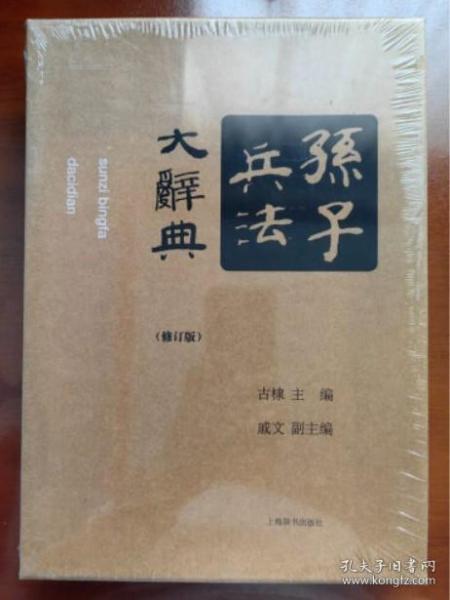 孫子
兵法
大辭典
sunzi bingfa
dacidian
（修订版）
古棣 主 编
戚文 副主编
上海辞书出版社
孔夫子旧书网
www.kongfz.com